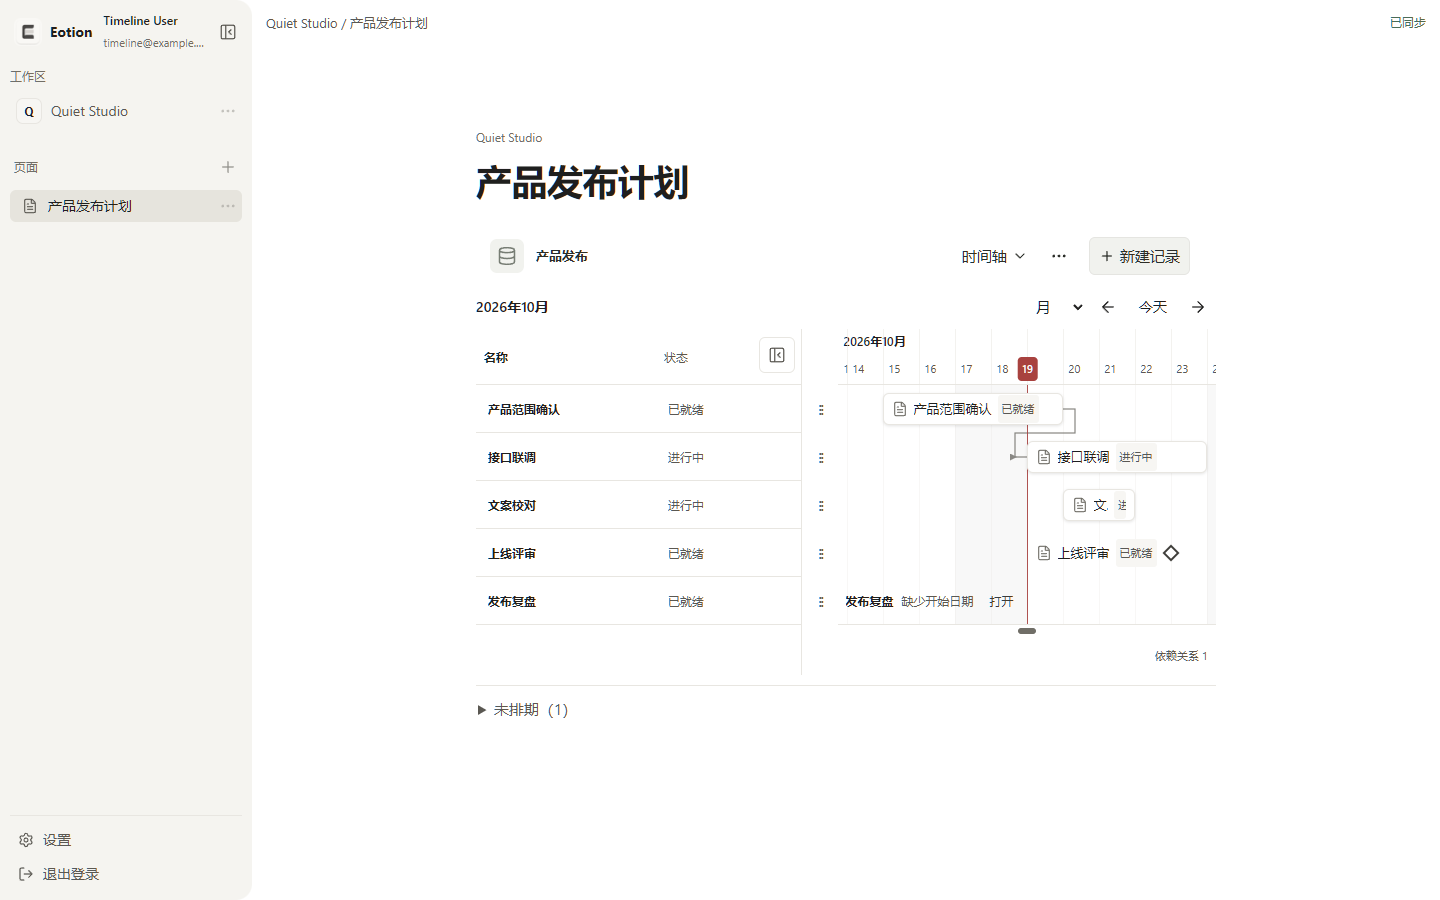 Eotion
Timeline User
timeline@example....
工作区
Q Quiet Studio
页面
产品发布计划
设置
退出登录
Quiet Studio / 产品发布计划
已同步
Quiet Studio
产品发布计划
产品发布
时间轴
新建记录
2026年10月
月
今天
名称 状态
2026年10月
1 14 15 16 17 18 19 20 21 22 23
产品范围确认 已就绪
产品范围确认 已就绪
接口联调 进行中
接口联调 进行中
文案校对 进行中
文. 进
上线评审 已就绪
上线评审 已就绪
发布复盘 已就绪
发布复盘 缺少开始日期 打开
依赖关系 1
未排期 (1)